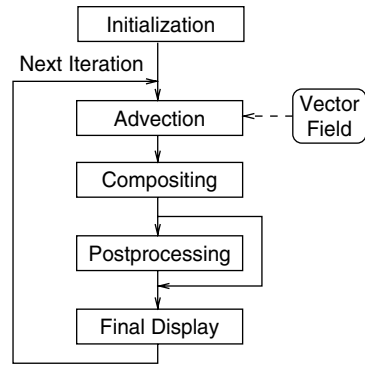 Initialization
Next Iteration
Advection
Vector
Field
Compositing
Postprocessing
Final Display